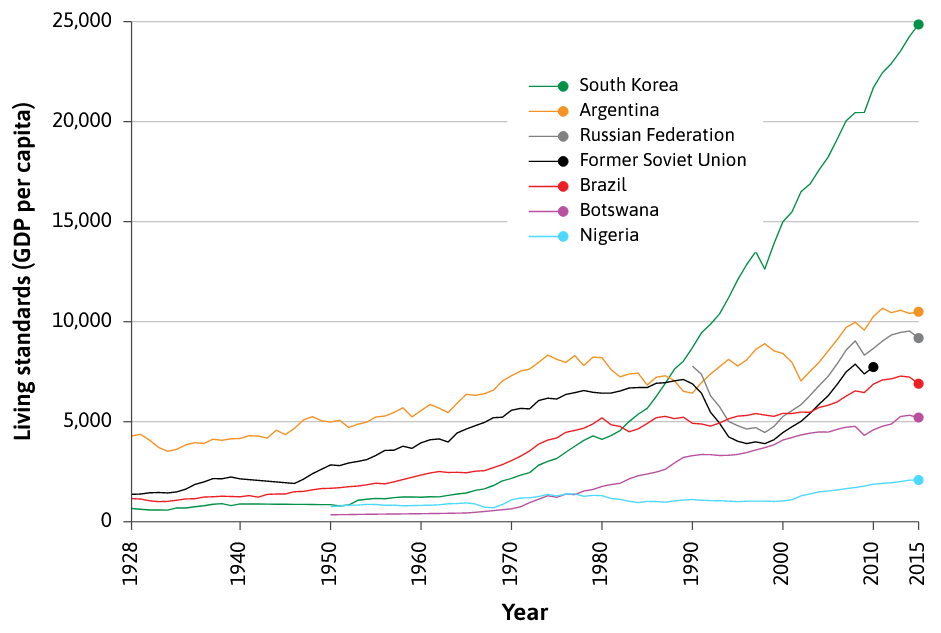 25,000
20,000
15,000
10,000
5,000
0
Living standards (GDP per capita)
South Korea
Argentina
Russian Federation
Former Soviet Union
Brazil
Botswana
Nigeria
1928
1940
1950
1960
1970
1980
1990
2000
2010
2015
Year